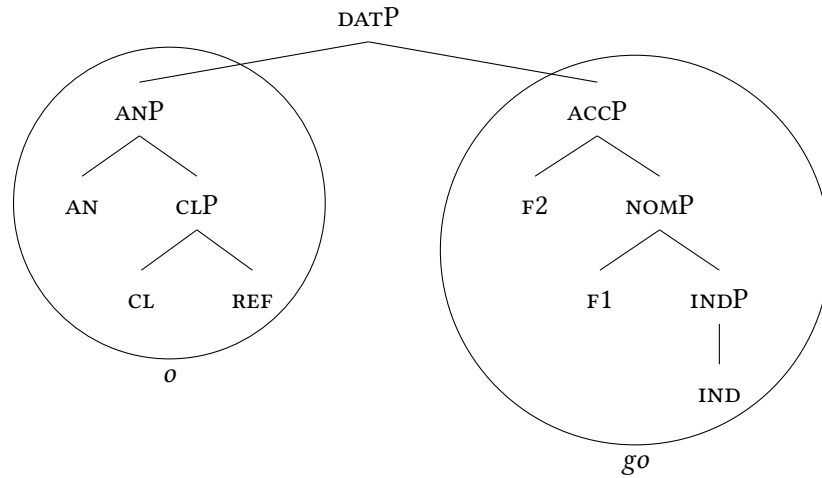 DATP
ANP ACCP
AN CLP F2 NOMP
CL REF F1 INDP
o IND
go